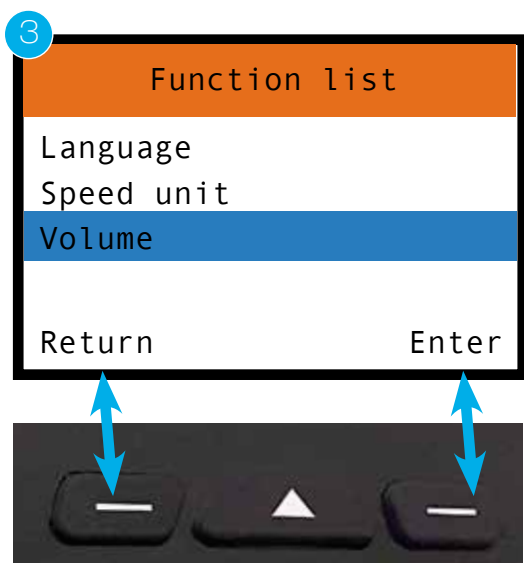 3
Function list
Language
Speed unit
Volume
Return Enter